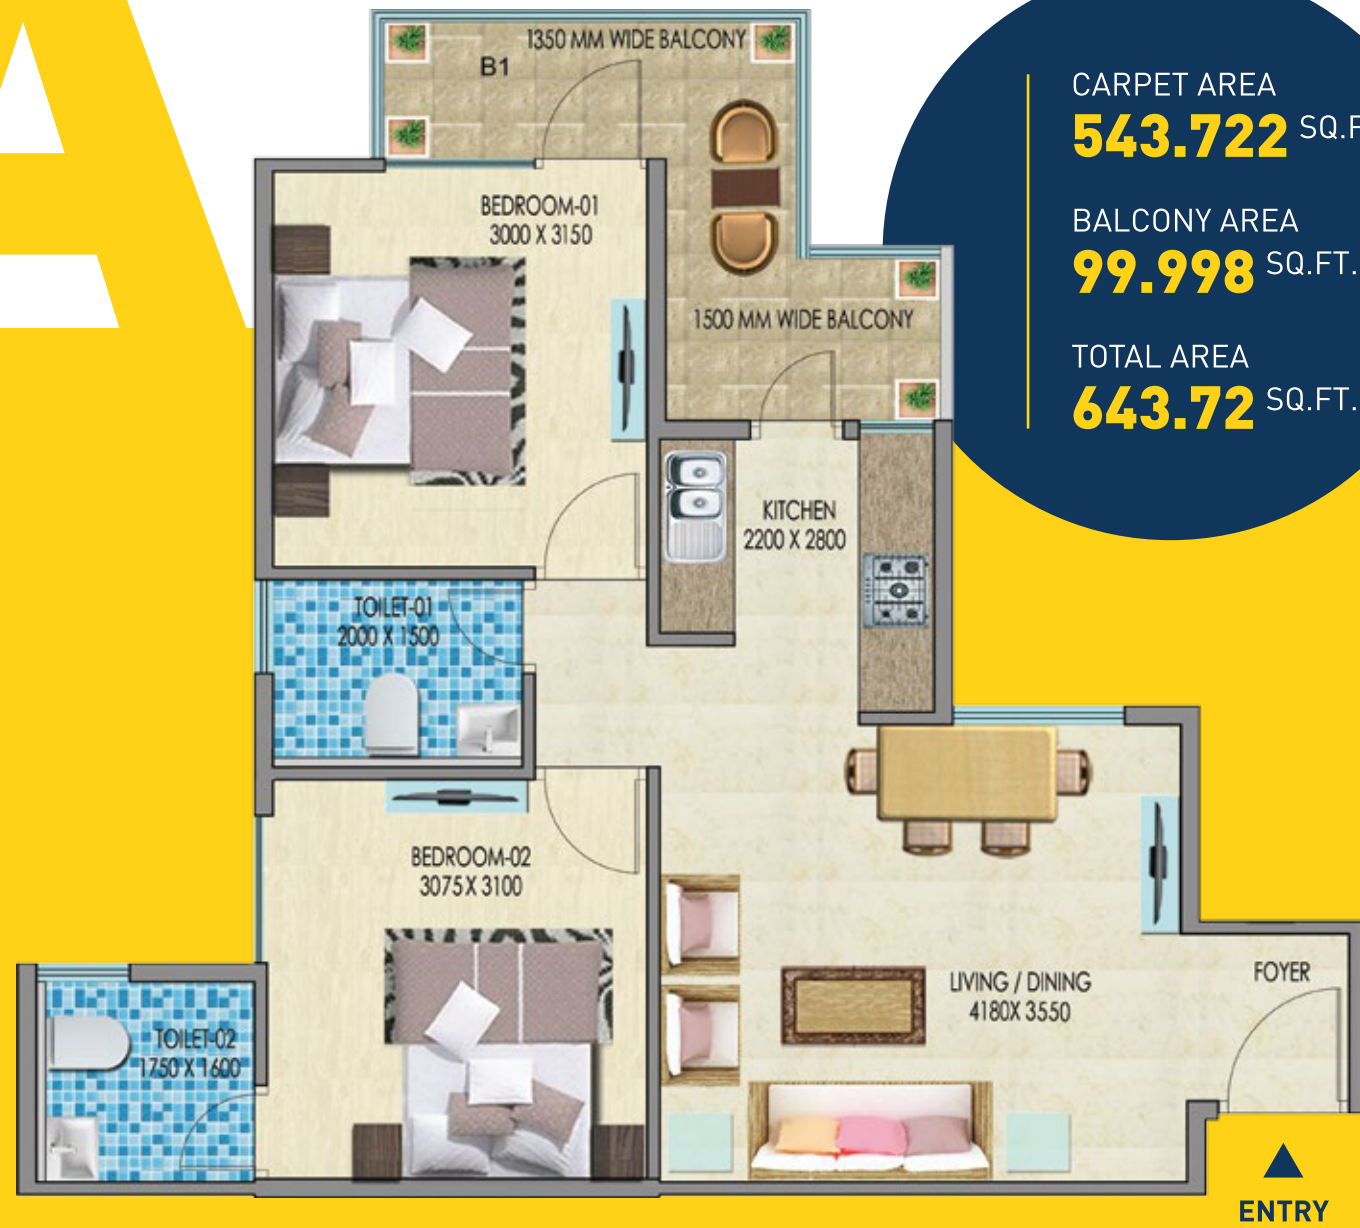 A
1350 MM WIDE BALCONY
B1
CARPET AREA
543.722 SQ.F
BALCONY AREA
99.998 SQ.FT.
TOTAL AREA
643.72 SQ.FT.
BEDROOM-01
3000 X 3150
1500 MM WIDE BALCONY
KITCHEN
2200 X 2800
TOILET-01
2000 X 1500
BEDROOM-02
3075X 3100
LIVING / DINING
4180X 3550
FOYER
TOILET-02
1750 X 1600
ENTRY